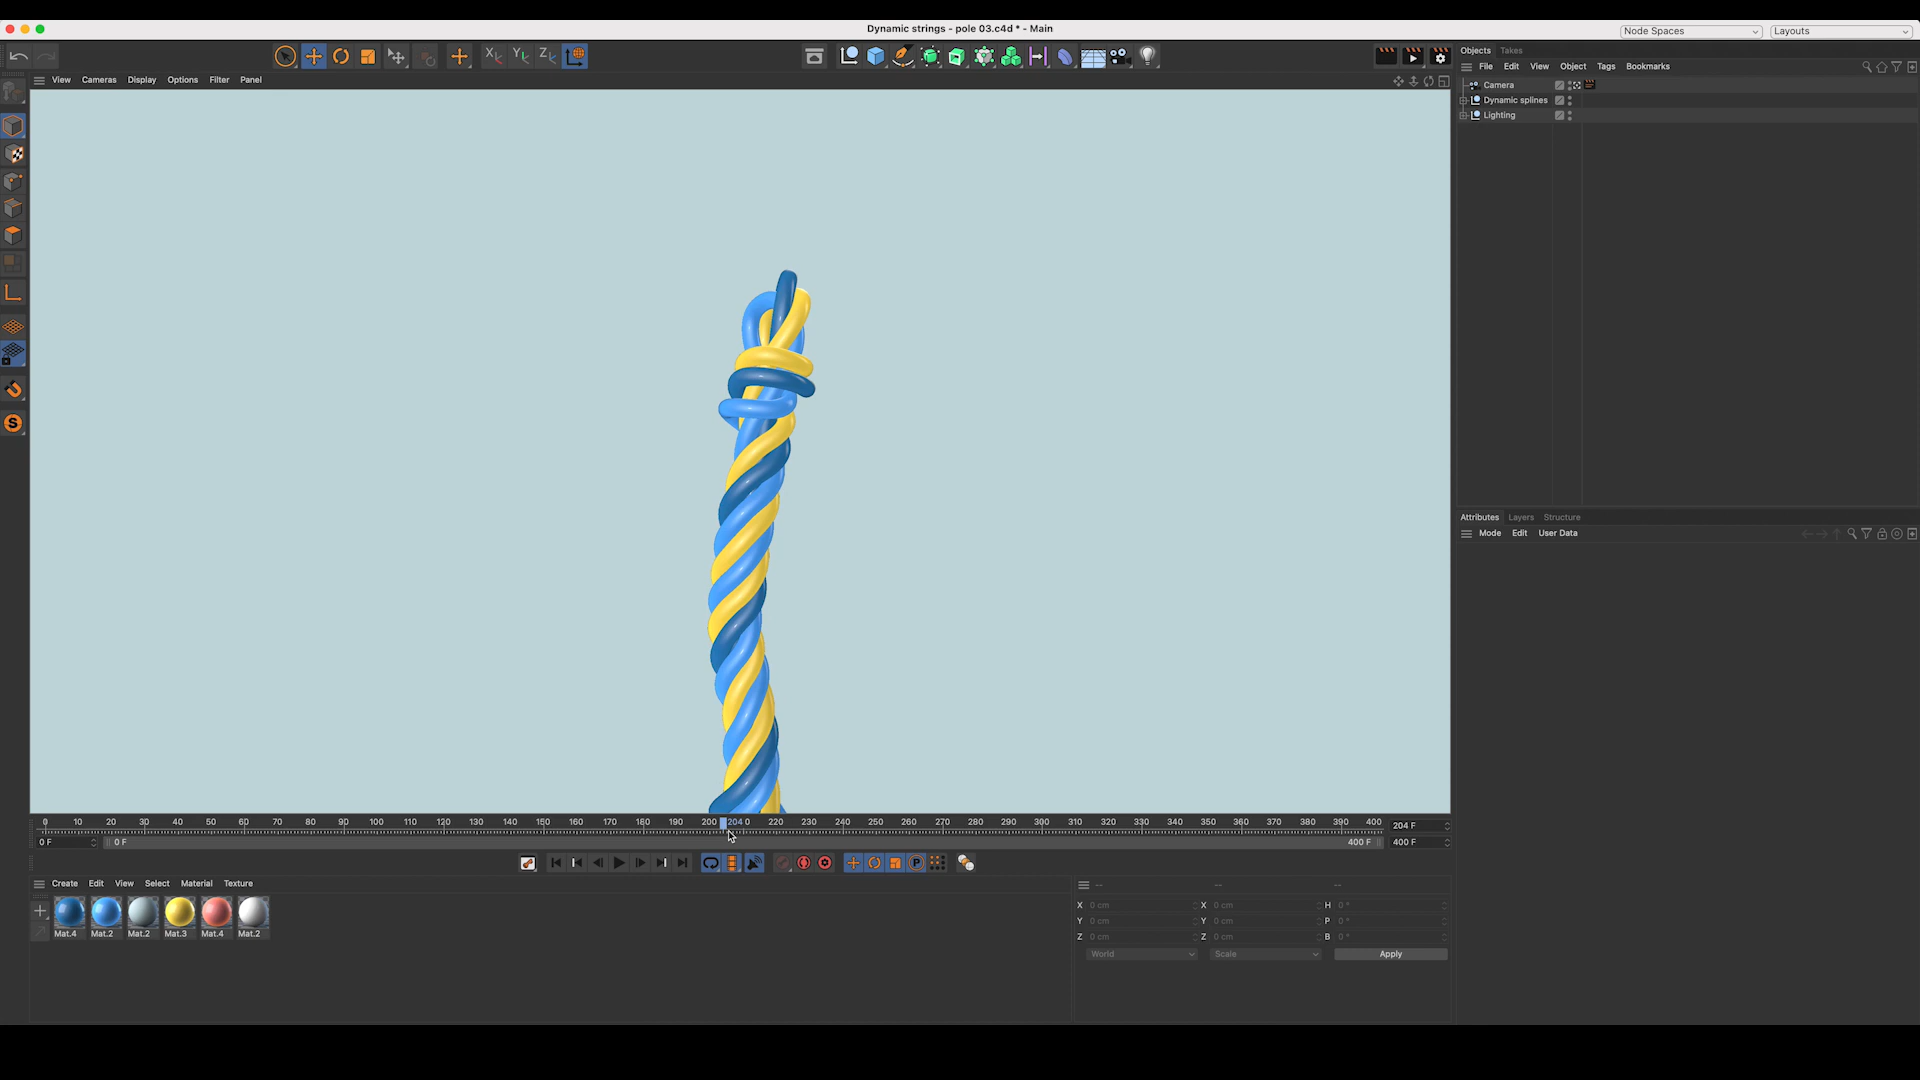 Dynamic strings - pole 03.c4d * - Main
Node Spaces
Layouts
X Y Z
Objects Takes
View Cameras Display Options Filter Panel
File Edit View Object Tags Bookmarks
Camera
Dynamic splines
Lighting
Attributes Layers Structure
Mode Edit User Data
0 10 20 30 40 50 60 70 80 90 100 110 120 130 140 150 160 170 180 190 200 204 0 220 230 240 250 260 270 280 290 300 310 320 330 340 350 360 370 380 390 400
204 F
0 F
0 F
400 F
400 F
P
S
Create Edit View Select Material Texture
Mat.4 Mat.2 Mat.2 Mat.3 Mat.4 Mat.2
-- -- --
X 0 cm X 0 cm H 0 °
Y 0 cm Y 0 cm P 0 °
Z 0 cm Z 0 cm B 0 °
World Scale Apply